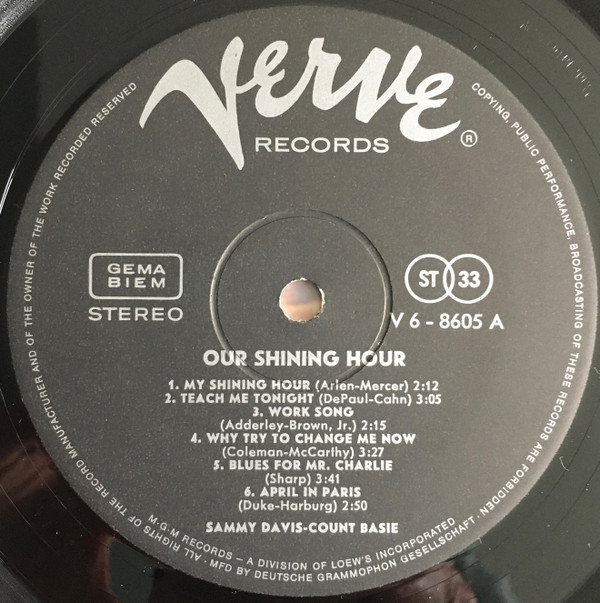 Verve
RECORDS ®
GEMA
BIEM
STEREO
ST 33
V 6 - 8605 A
OUR SHINING HOUR
1. MY SHINING HOUR (Arlen-Mercer) 2:12
2. TEACH ME TONIGHT (DePaul-Cahn) 3:05
3. WORK SONG
(Adderley-Brown, Jr.) 2:15
4. WHY TRY TO CHANGE ME NOW
(Coleman-McCarthy) 3:27
5. BLUES FOR MR. CHARLIE
(Sharp) 3:41
6. APRIL IN PARIS
(Duke-Harburg) 2:50
SAMMY DAVIS-COUNT BASIE
M·G·M RECORDS – A DIVISION OF LOEW'S INCORPORATED
ALL RIGHTS OF THE RECORD MANUFACTURER AND OF THE OWNER OF THE WORK RECORDED RESERVED
COPYING, PUBLIC PERFORMANCE, BROADCASTING OF THESE RECORDS ARE FORBIDDEN · MFD BY DEUTSCHE GRAMMOPHON GESELLSCHAFT ·